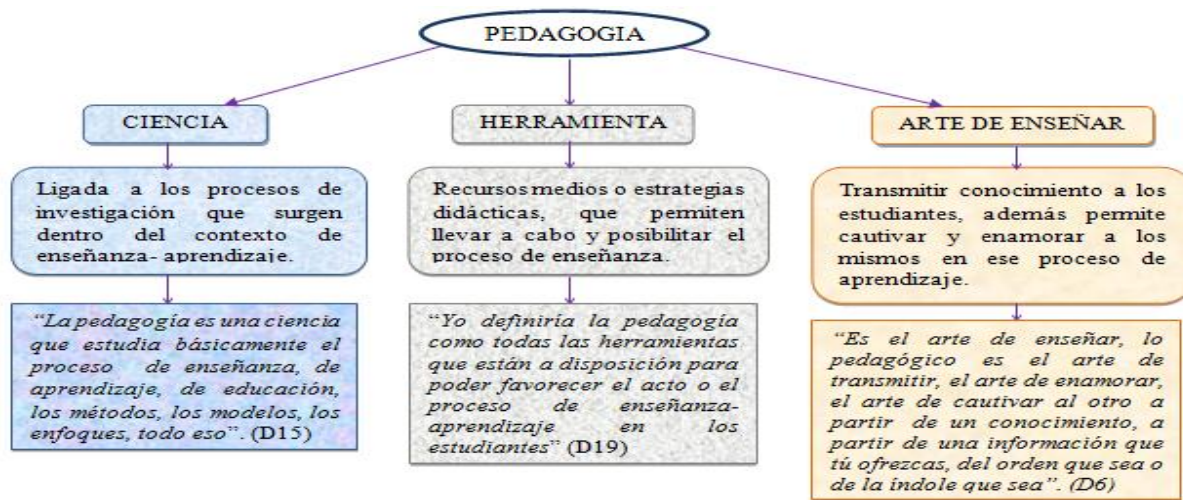 PEDAGOGIA
CIENCIA
Ligada a los procesos de
investigación que surgen
dentro del contexto de
enseñanza- aprendizaje.
“La pedagogía es una ciencia
que estudia básicamente el
proceso de enseñanza, de
aprendizaje, de educación,
los métodos, los modelos, los
enfoques, todo eso”. (D15)
HERRAMIENTA
Recursos medios o estrategias
didácticas, que permiten
llevar a cabo y posibilitar el
proceso de enseñanza.
“Yo definiría la pedagogía
como todas las herramientas
que están a disposición para
poder favorecer el acto o el
proceso de enseñanza-
aprendizaje en los
estudiantes” (D19)
ARTE DE ENSEÑAR
Transmitir conocimiento a los
estudiantes, además permite
cautivar y enamorar a los
mismos en ese proceso de
aprendizaje.
“Es el arte de enseñar, lo
pedagógico es el arte de
transmitir, el arte de enamorar,
el arte de cautivar al otro a
partir de un conocimiento, a
partir de una información que
tú ofrezcas, del orden que sea o
de la índole que sea”. (D6)